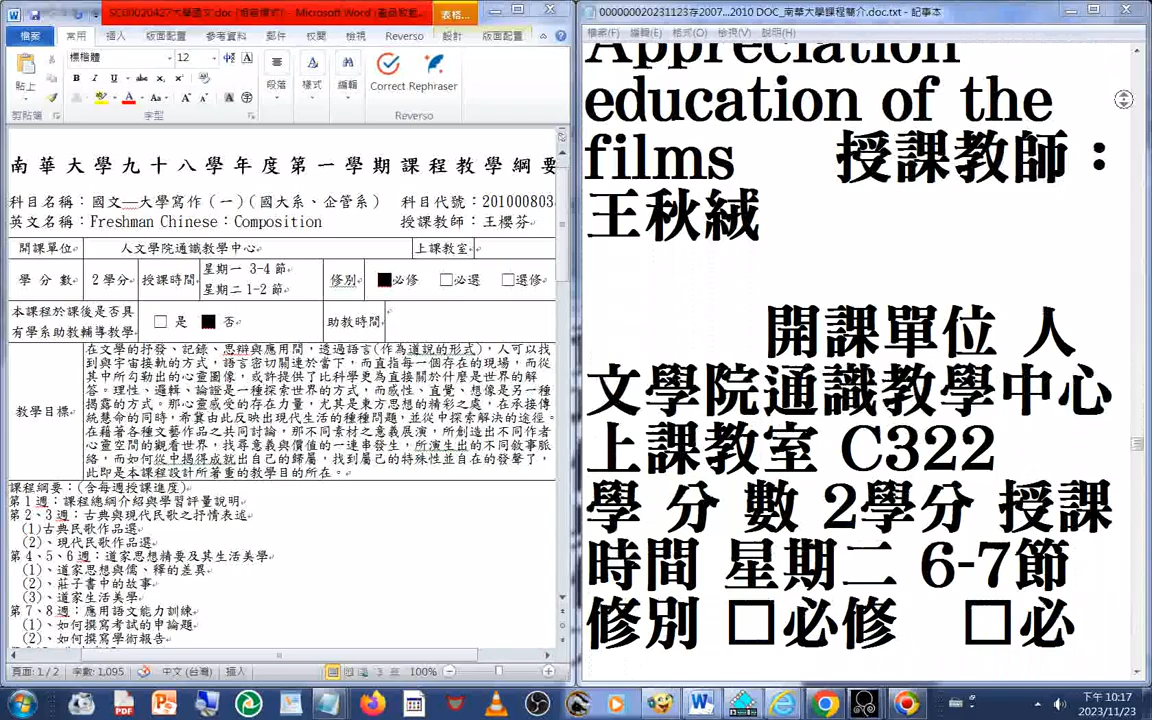 SC00020427大學國文.doc [相容模式] - Microsoft Word (產品啟動...
表格...
檔案 常用 插入 版面配置 參考資料 郵件 校閱 檢視 Reverso 設計 版面配置
標楷體 12
貼上 段落 樣式 編輯 Correct Rephraser
剪貼簿 字型 Reverso
南華大學九十八學年度第一學期課程教學綱要
科目名稱：國文—大學寫作(一)(國大系、企管系) 科目代號：201000803
英文名稱：Freshman Chinese：Composition 授課教師：王櫻芬
開課單位 人文學院通識教學中心 上課教室
學 分 數 2學分 授課時間 星期一 3-4 節 修別 ■必修 □必選 □選修
星期二 1-2 節
本課程於課後是否具 □ 是 ■ 否 助教時間
有學系助教輔導教學
在文學的抒發、記錄、思辯與應用間，透過語言(作為道說的形式)，人可以找
到與宇宙接軌的方式，語言密切關連於當下，而直指每一個存在的現場，而從
其中所勾勒出的心靈圖像，或許提供了比科學更為直接關於什麼是世界的解
答。理性、邏輯、論證是一種探索世界的方式，而感性、直覺、想像是另一種
揭露的方式。那心靈感受的存在力量，尤其是東方思想的精彩之處，在承接傳
教學目標 統慧命的同時，希冀由此反映出現代生活的種種問題，並從中探索解決的途徑。
在藉著各種文藝作品之共同討論，那不同素材之意義展演，所創造出不同作者
心靈空間的觀看世界，找尋意義與價值的一連串發生，所演生出的不同敘事脈
絡，而如何從中揭得成就出自己的歸屬，找到屬己的特殊性並自在的發聲了，
此即是本課程設計所著重的教學目的所在。
課程綱要：(含每週授課進度)
第1週：課程總綱介紹與學習評量說明
第2、3週：古典與現代民歌之抒情表述
(1)古典民歌作品選
(2)、現代民歌作品選
第4、5、6週：道家思想精要及其生活美學
(1)、道家思想與儒、釋的差異
(2)、莊子書中的故事
(3)、道家生活美學
第7、8週：應用語文能力訓練
(1)、如何撰寫考試的申論題
(2)、如何撰寫學術報告
頁面: 1/2 字數: 1,095 中文(台灣) 插入 100%
000000020231123存2007...2010 DOC_南華大學課程簡介.doc.txt - 記事本
檔案(F) 編輯(E) 格式(O) 檢視(V) 說明(H)
Appreciation
education of the
films 授課教師：
王秋絨
開課單位 人
文學院通識教學中心
上課教室 C322
學 分 數 2學分 授課
時間 星期二 6-7節
修別 □必修 □必
下午 10:17
2023/11/23